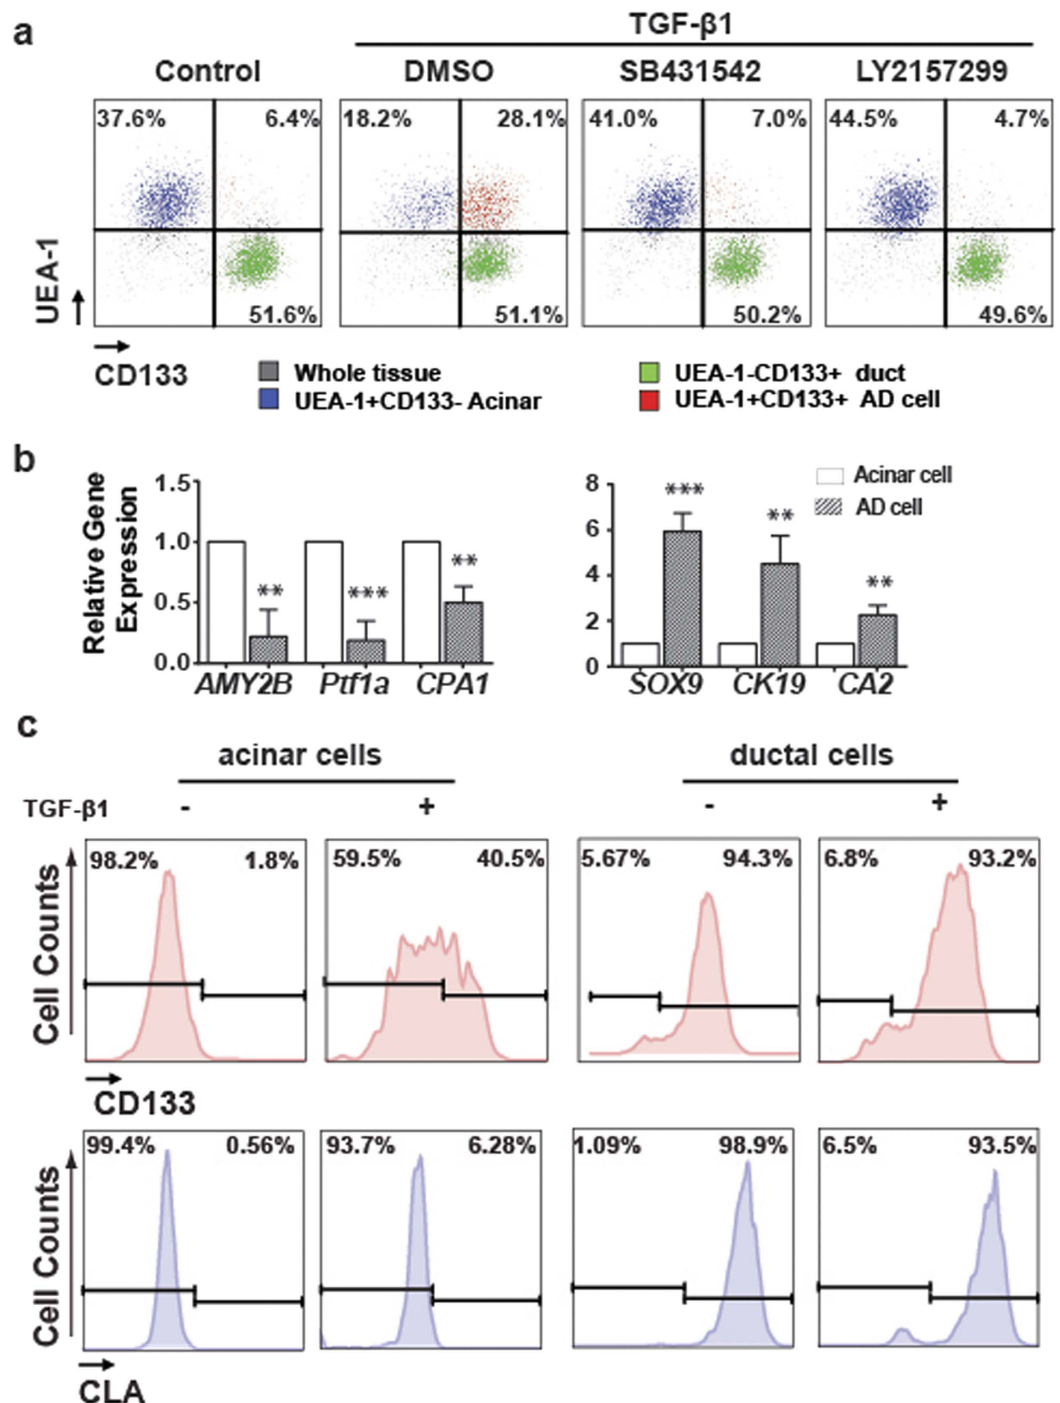 a
TGF-β1
Control
DMSO
SB431542
LY2157299
37.6% 6.4%
18.2% 28.1%
41.0% 7.0%
44.5% 4.7%
UEA-1
51.6%
51.1%
50.2%
49.6%
CD133
Whole tissue
UEA-1+CD133- Acinar
UEA-1-CD133+ duct
UEA-1+CD133+ AD cell
b
Relative Gene
Expression
1.5
1.0
0.5
0.0
**
***
**
AMY2B Ptf1a CPA1
8
6
4
2
0
***
**
**
SOX9 CK19 CA2
Acinar cell
AD cell
c
acinar cells
ductal cells
TGF-β1 - + - +
Cell Counts
98.2% 1.8%
59.5% 40.5%
5.67% 94.3%
6.8% 93.2%
CD133
Cell Counts
99.4% 0.56%
93.7% 6.28%
1.09% 98.9%
6.5% 93.5%
CLA